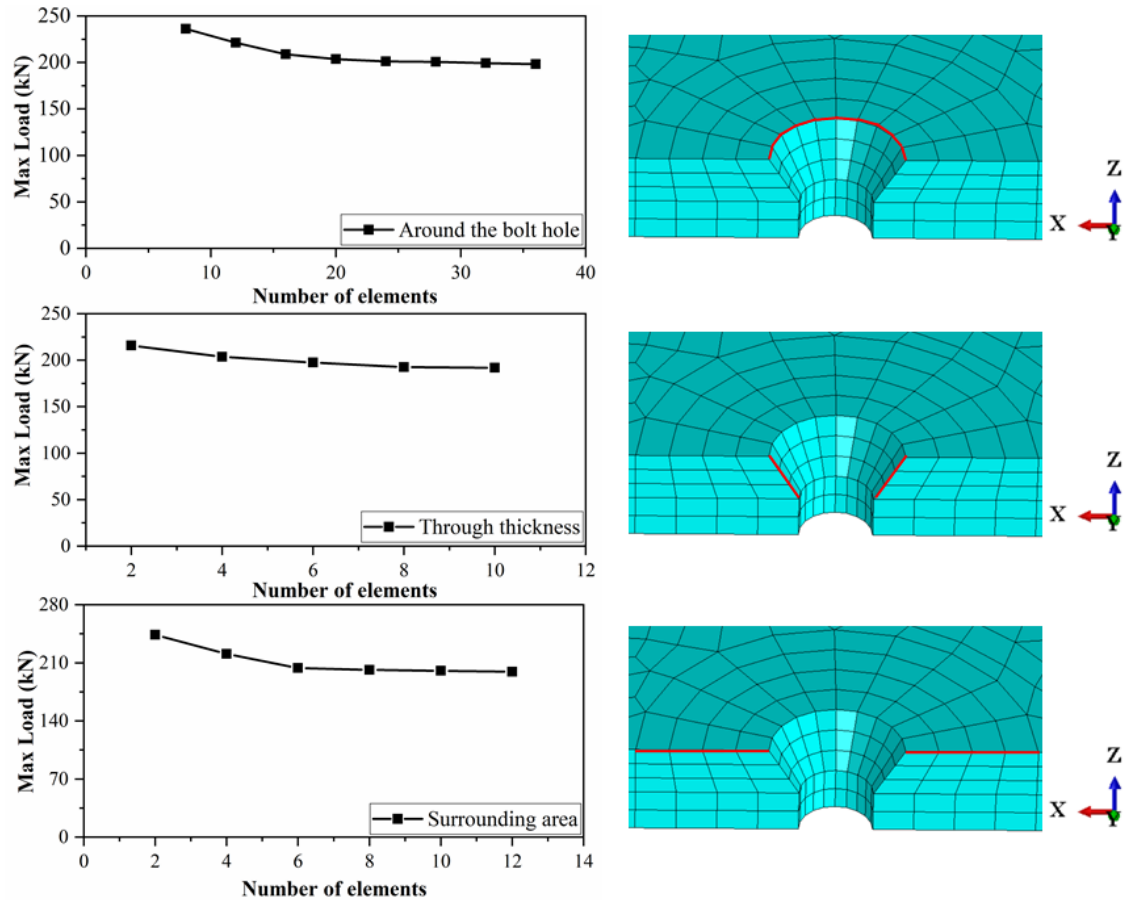 250
200
150
100
50
0
Max Load (kN)
Around the bolt hole
0 10 20 30 40
Number of elements
Z
X
Y
250
200
150
100
50
0
Max Load (kN)
Through thickness
2 4 6 8 10 12
Number of elements
Z
X
Y
280
210
140
70
0
Max Load (kN)
Surrounding area
0 2 4 6 8 10 12 14
Number of elements
Z
X
Y